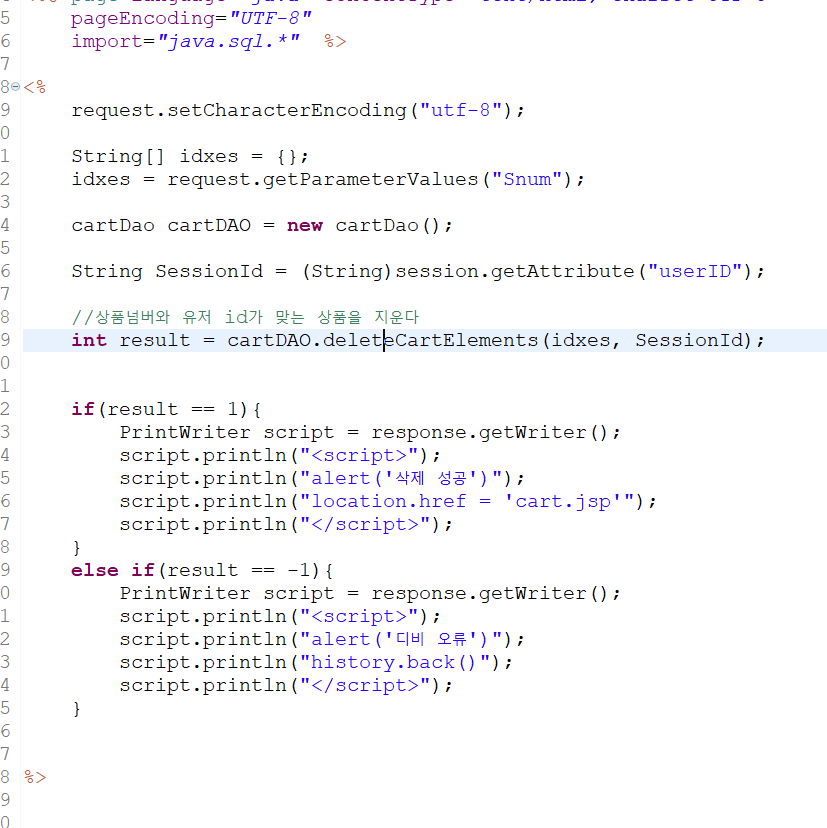 pageEncoding="UTF-8"
import="java.sql.*" %>
<%
request.setCharacterEncoding("utf-8");
String[] idxes = {};
idxes = request.getParameterValues("Snum");
cartDao cartDAO = new cartDao();
String SessionId = (String)session.getAttribute("userID");
//상품넘버와 유저 id가 맞는 상품을 지운다
int result = cartDAO.deleteCartElements(idxes, SessionId);
if(result == 1){
PrintWriter script = response.getWriter();
script.println("<script>");
script.println("alert('삭제 성공')");
script.println("location.href = 'cart.jsp'");
script.println("</script>");
}
else if(result == -1){
PrintWriter script = response.getWriter();
script.println("<script>");
script.println("alert('디비 오류')");
script.println("history.back()");
script.println("</script>");
}
%>